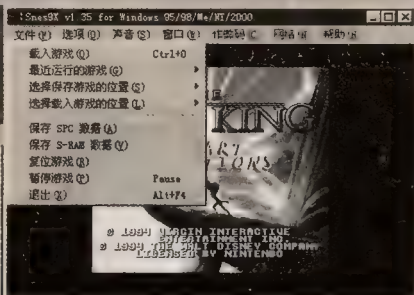 Snes9X v1.35 for Windows 95/98/Me/NT/2000
文件(F) 选项(O) 声音(S) 窗口(W) 作弊码(C) 网络(N) 帮助(H)
载入游戏(O) Ctrl+O
最近运行的游戏(G)
选择保存游戏的位置(S)
选择载入游戏的位置(L)
保存 SPC 数据(A)
保存 S-RAM 数据(V)
复位游戏(R)
暂停游戏(P) Pause
退出(X) Alt+F4
KING
© 1994 VIRGIN INTERACTIVE
ENTERTAINMENT INC.
© 1994 THE WALT DISNEY COMPANY
LICENSED BY NINTENDO